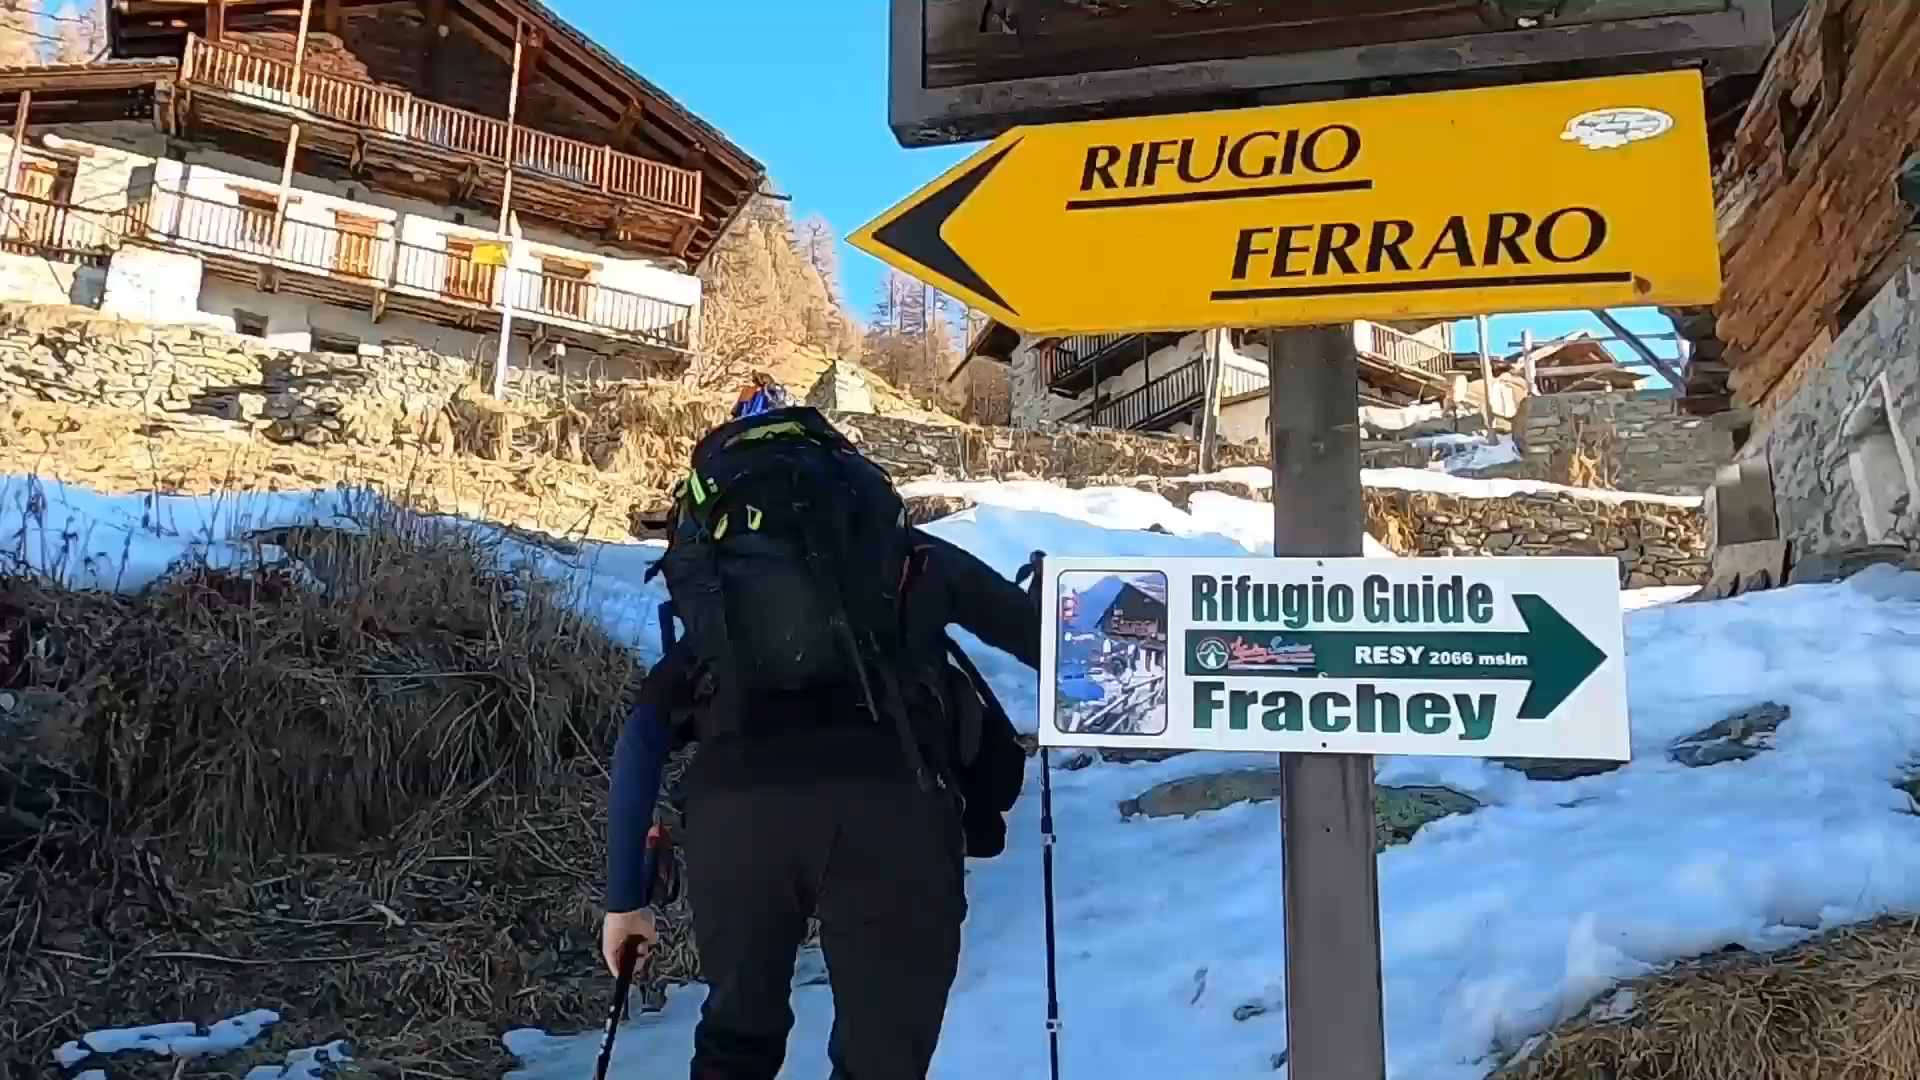 RIFUGIO
FERRARO
Rifugio Guide
RESY 2066 mslm
Frachey